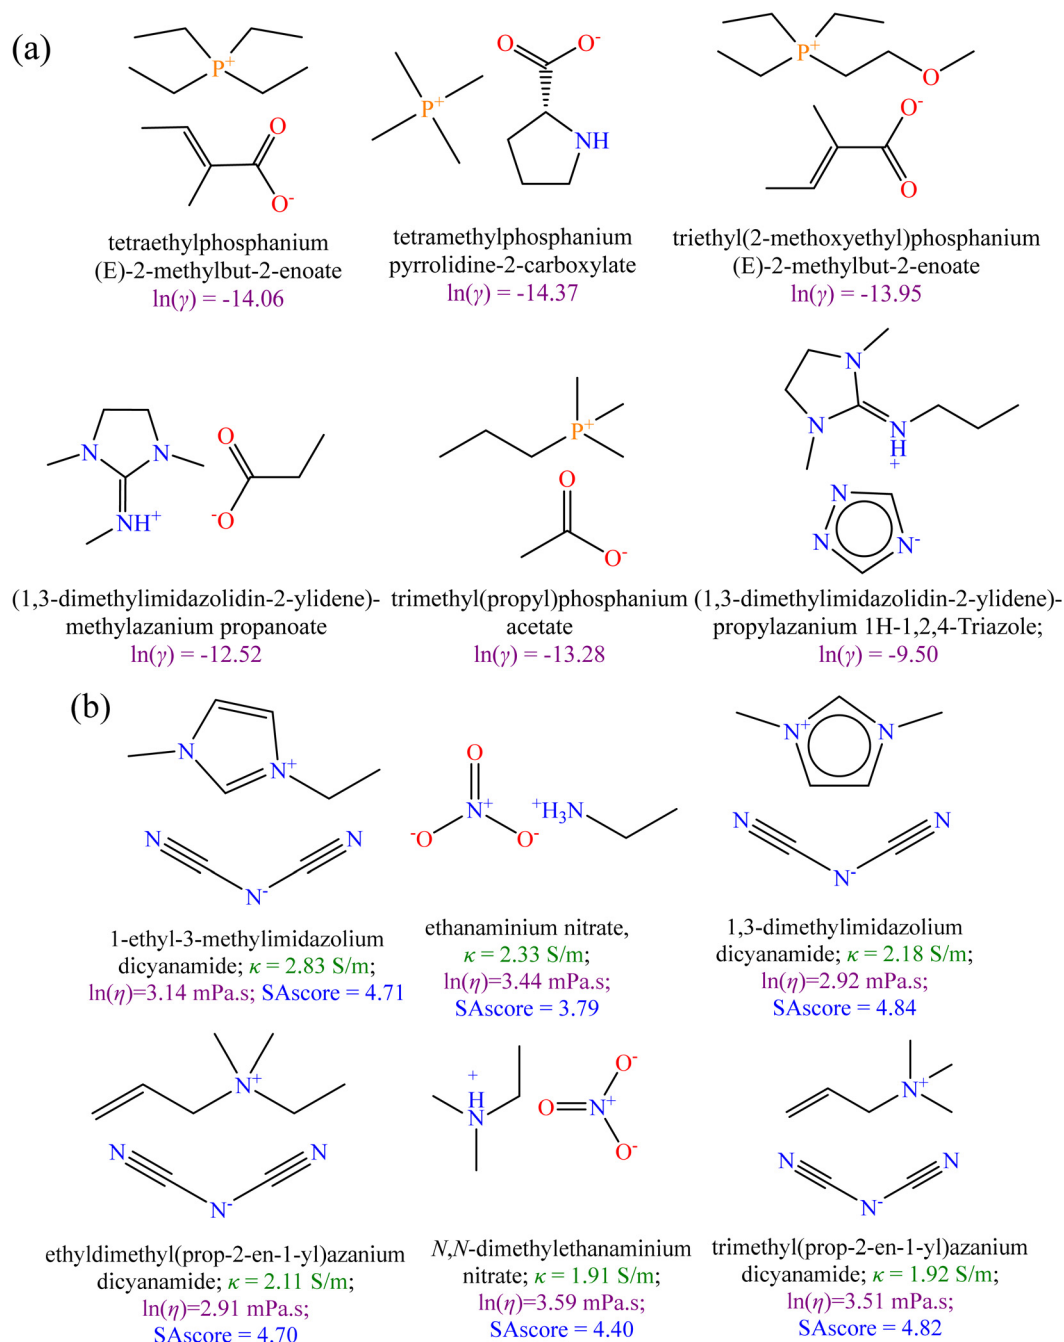 (a)
P+
O
O-
tetraethylphosphanium
(E)-2-methylbut-2-enoate
ln(γ) = -14.06
P+
O
O-
NH
tetramethylphosphanium
pyrrolidine-2-carboxylate
ln(γ) = -14.37
P+
O
O-
O
triethyl(2-methoxyethyl)phosphanium
(E)-2-methylbut-2-enoate
ln(γ) = -13.95
N
N
NH+
O
-O
(1,3-dimethylimidazolidin-2-ylidene)-
methylazanium propanoate
ln(γ) = -12.52
P+
O
O-
trimethyl(propyl)phosphanium
acetate
ln(γ) = -13.28
N
N
N
H
+
N
N
N-
(1,3-dimethylimidazolidin-2-ylidene)-
propylazanium 1H-1,2,4-Triazole;
ln(γ) = -9.50
(b)
N
N+
N
N
N-
1-ethyl-3-methylimidazolium
dicyanamide; κ = 2.83 S/m;
ln(η)=3.14 mPa.s; SAscore = 4.71
O
N+
-O
O-
+H3N
ethanaminium nitrate,
κ = 2.33 S/m;
ln(η)=3.44 mPa.s;
SAscore = 3.79
N+
N
N
N
N-
1,3-dimethylimidazolium
dicyanamide; κ = 2.18 S/m;
ln(η)=2.92 mPa.s;
SAscore = 4.84
N+
N
N
N-
ethyldimethyl(prop-2-en-1-yl)azanium
dicyanamide; κ = 2.11 S/m;
ln(η)=2.91 mPa.s;
SAscore = 4.70
+
H
N
O-
O
N+
O-
N,N-dimethylethanaminium
nitrate; κ = 1.91 S/m;
ln(η)=3.59 mPa.s;
SAscore = 4.40
N+
N
N
N-
trimethyl(prop-2-en-1-yl)azanium
dicyanamide; κ = 1.92 S/m;
ln(η)=3.51 mPa.s;
SAscore = 4.82